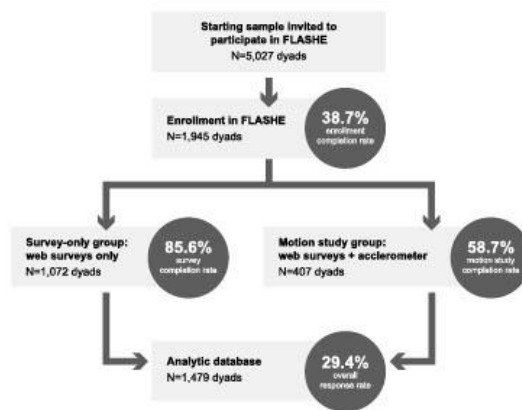 Starting sample invited to
participate in FLASHE
N=5,027 dyads
Enrollment in FLASHE
N=1,945 dyads
38.7%
enrollment
completion rate
Survey-only group:
web surveys only
N=1,072 dyads
85.6%
survey
completion rate
Motion study group:
web surveys + acclerometer
N=407 dyads
58.7%
motion study
completion rate
Analytic database
N=1,479 dyads
29.4%
overall
response rate